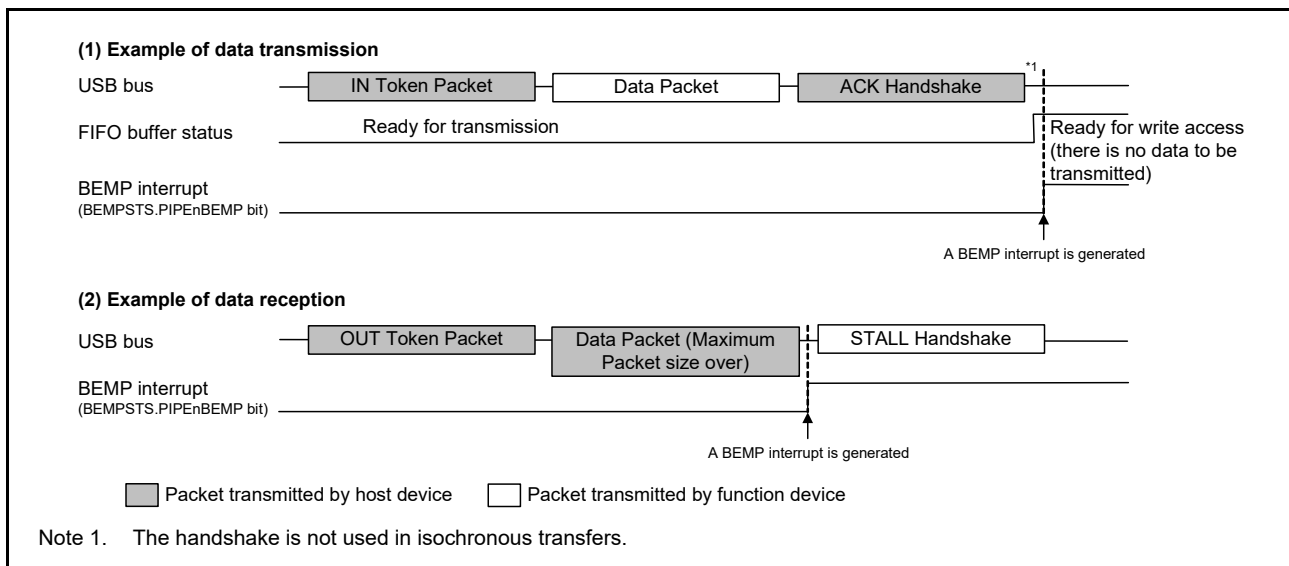 (1) Example of data transmission
USB bus
IN Token Packet
Data Packet
ACK Handshake
*1
FIFO buffer status
Ready for transmission
Ready for write access
(there is no data to be
transmitted)
BEMP interrupt
(BEMPSTS.PIPEnBEMP bit)
A BEMP interrupt is generated
(2) Example of data reception
USB bus
OUT Token Packet
Data Packet (Maximum
Packet size over)
STALL Handshake
BEMP interrupt
(BEMPSTS.PIPEnBEMP bit)
A BEMP interrupt is generated
Packet transmitted by host device
Packet transmitted by function device
Note 1. The handshake is not used in isochronous transfers.